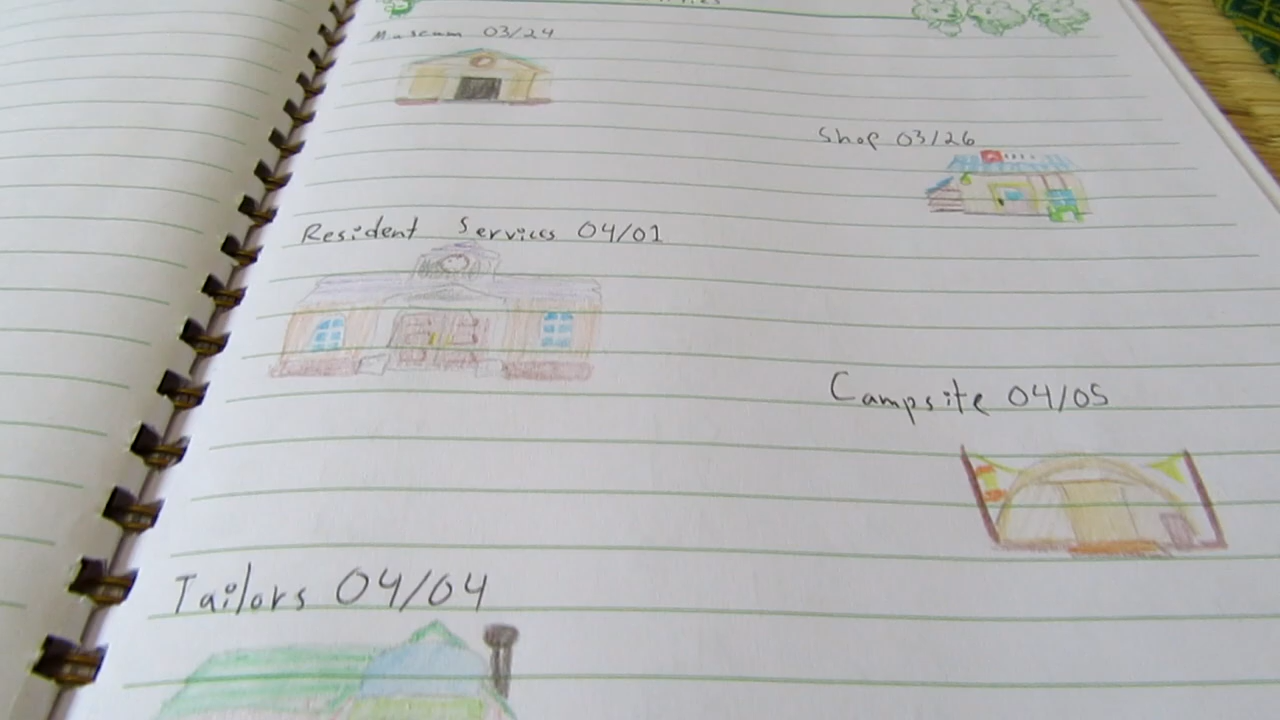 Museum 03/24
Shop 03/26
Resident Services 04/01
Campsite 04/05
Tailors 04/04